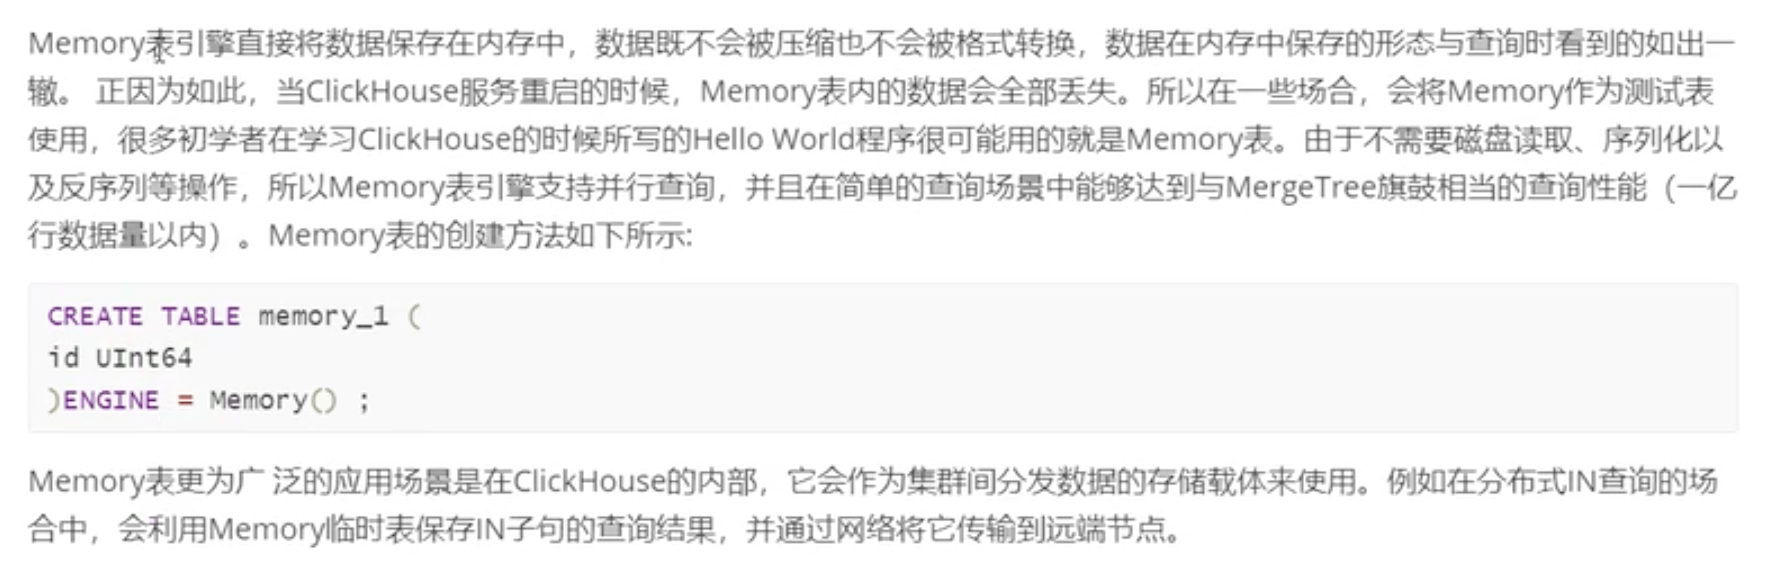 Memory表引擎直接将数据保存在内存中，数据既不会被压缩也不会被格式转换，数据在内存中保存的形态与查询时看到的如出一
辙。 正因为如此，当ClickHouse服务重启的时候，Memory表内的数据会全部丢失。所以在一些场合，会将Memory作为测试表
使用，很多初学者在学习ClickHouse的时候所写的Hello World程序很可能用的就是Memory表。由于不需要磁盘读取、序列化以
及反序列等操作，所以Memory表引擎支持并行查询，并且在简单的查询场景中能够达到与MergeTree旗鼓相当的查询性能（一亿
行数据量以内）。Memory表的创建方法如下所示:
CREATE TABLE memory_1 (
id UInt64
)ENGINE = Memory() ;
Memory表更为广 泛的应用场景是在ClickHouse的内部，它会作为集群间分发数据的存储载体来使用。例如在分布式IN查询的场
合中，会利用Memory临时表保存IN子句的查询结果，并通过网络将它传输到远端节点。